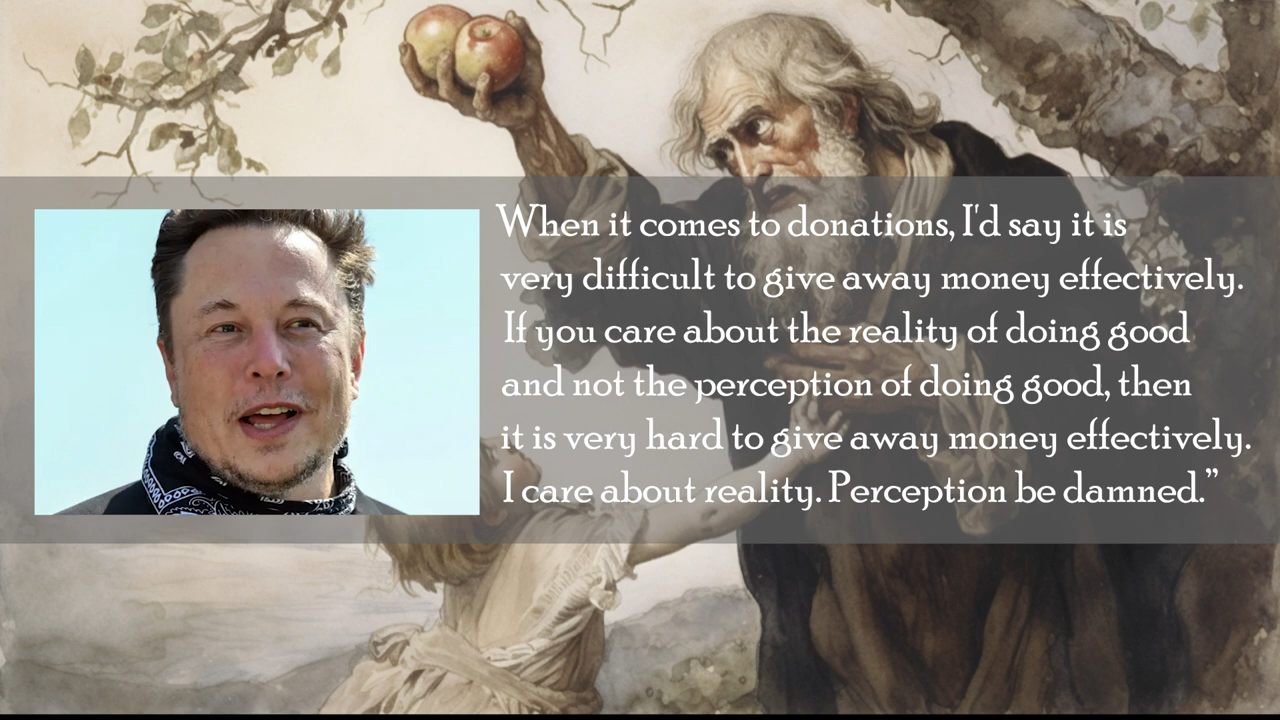 When it comes to donations, I'd say it is
very difficult to give away money effectively.
If you care about the reality of doing good
and not the perception of doing good, then
it is very hard to give away money effectively.
I care about reality. Perception be damned.”